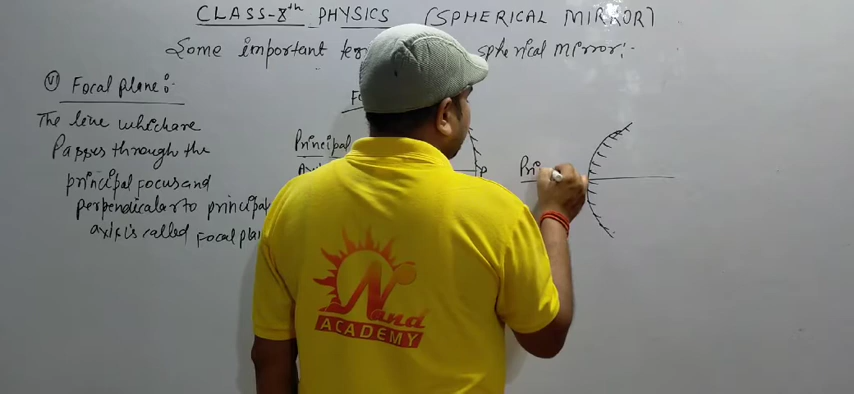 CLASS-8th PHYSICS (SPHERICAL MIRROR)
Some important spherical mirror:-
(vi) Focal plane:-
The line which are
Passes through the
principal focus and
perpendicular to principal
axis is called focal
Principal
P
Pri
Nand
ACADEMY